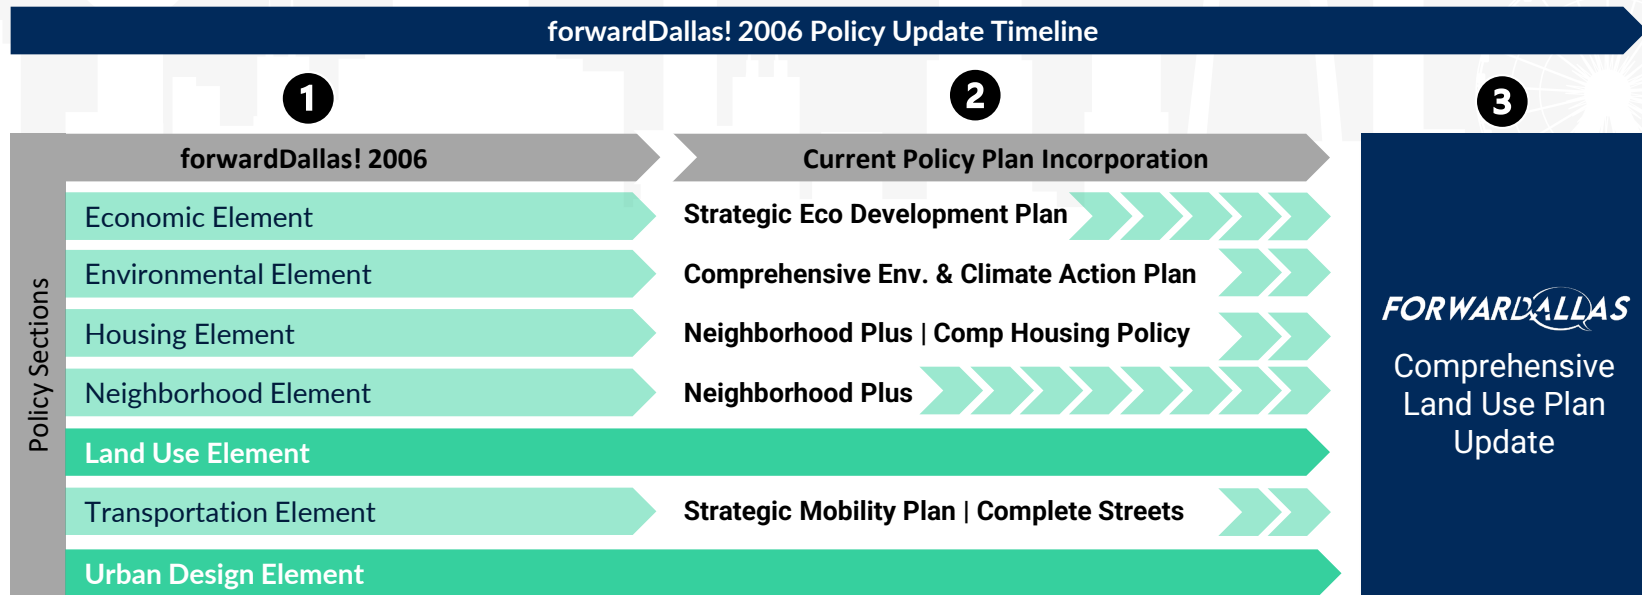 forwardDallas! 2006 Policy Update Timeline
1
2
3
forwardDallas! 2006
Current Policy Plan Incorporation
Policy Sections
Economic Element
Strategic Eco Development Plan
Environmental Element
Comprehensive Env. & Climate Action Plan
Housing Element
Neighborhood Plus | Comp Housing Policy
Neighborhood Element
Neighborhood Plus
Land Use Element
Transportation Element
Strategic Mobility Plan | Complete Streets
Urban Design Element
FORWARDALLAS
Comprehensive
Land Use Plan
Update